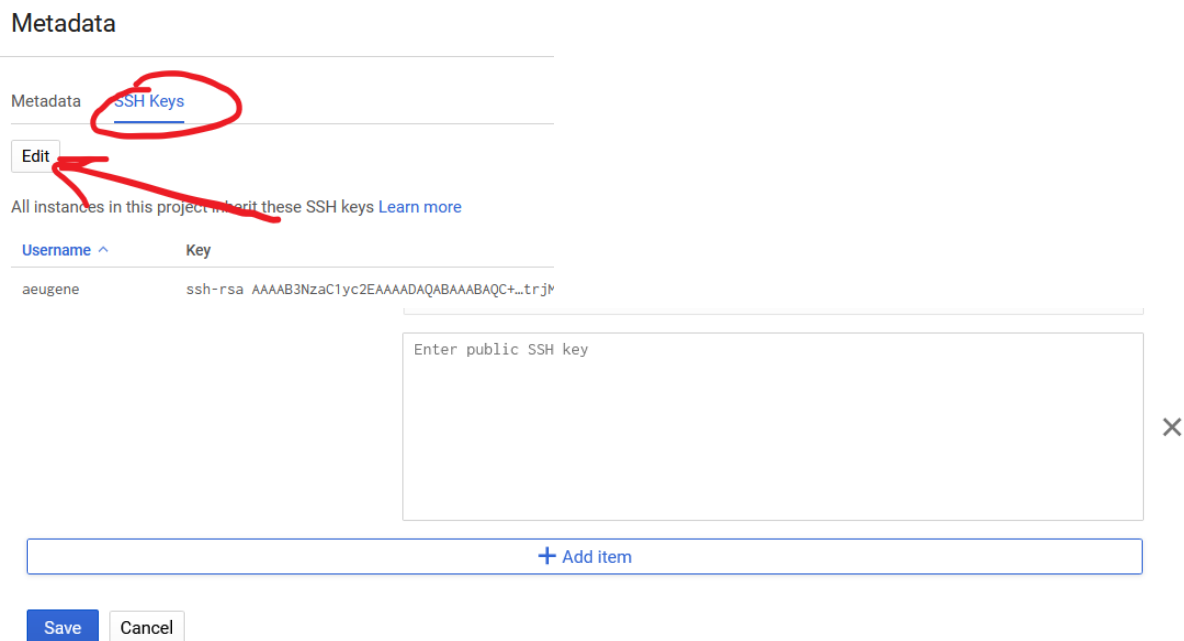 Metadata
Metadata SSH Keys
Edit
All instances in this project inherit these SSH keys Learn more
Username Key
aeugene ssh-rsa AAAAB3NzaC1yc2EAAAADAQABAAABAQC+…trjM
Enter public SSH key
Add item
Save Cancel